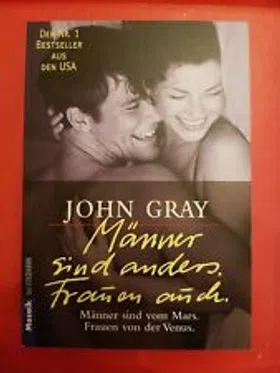 DER NR. 1
BESTSELLER
AUS
DEN USA
JOHN GRAY
Männer
sind anders.
Frauen auch.
Männer sind vom Mars.
Frauen von der Venus.
Mosaik